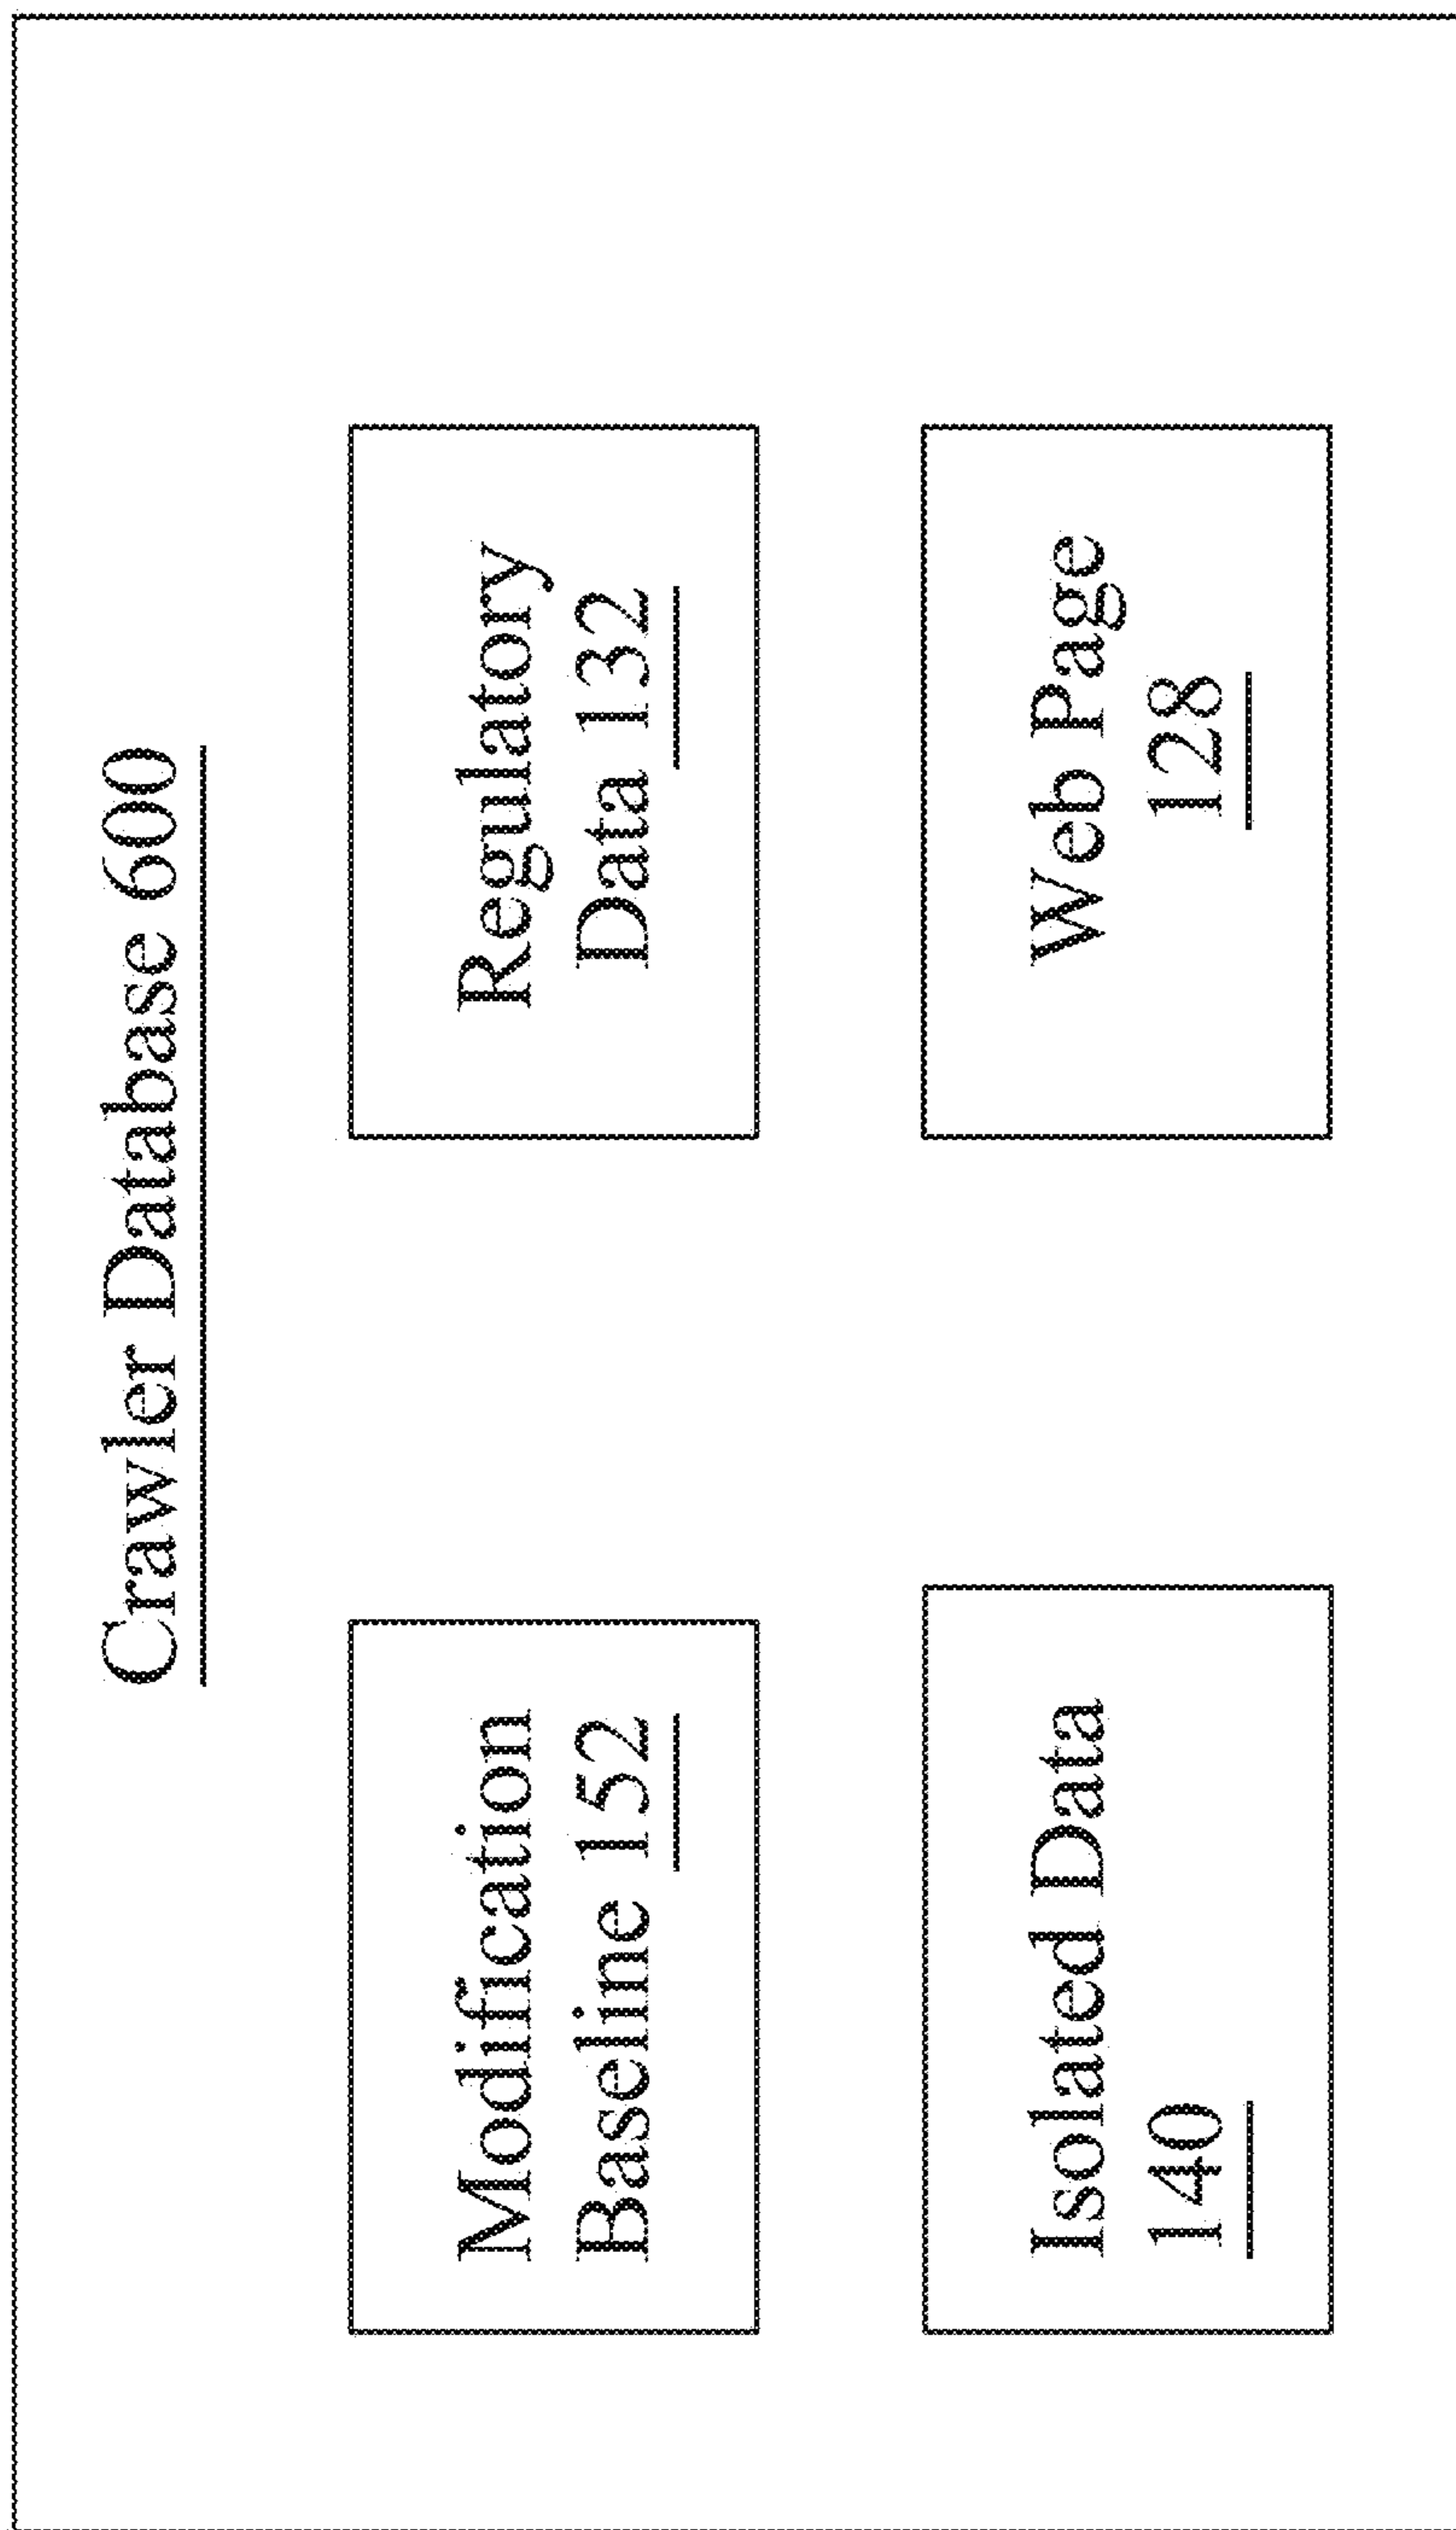 Crawler Database 600
Modification
Baseline 152
Regulatory
Data 132
Isolated Data
140
Web Page
128